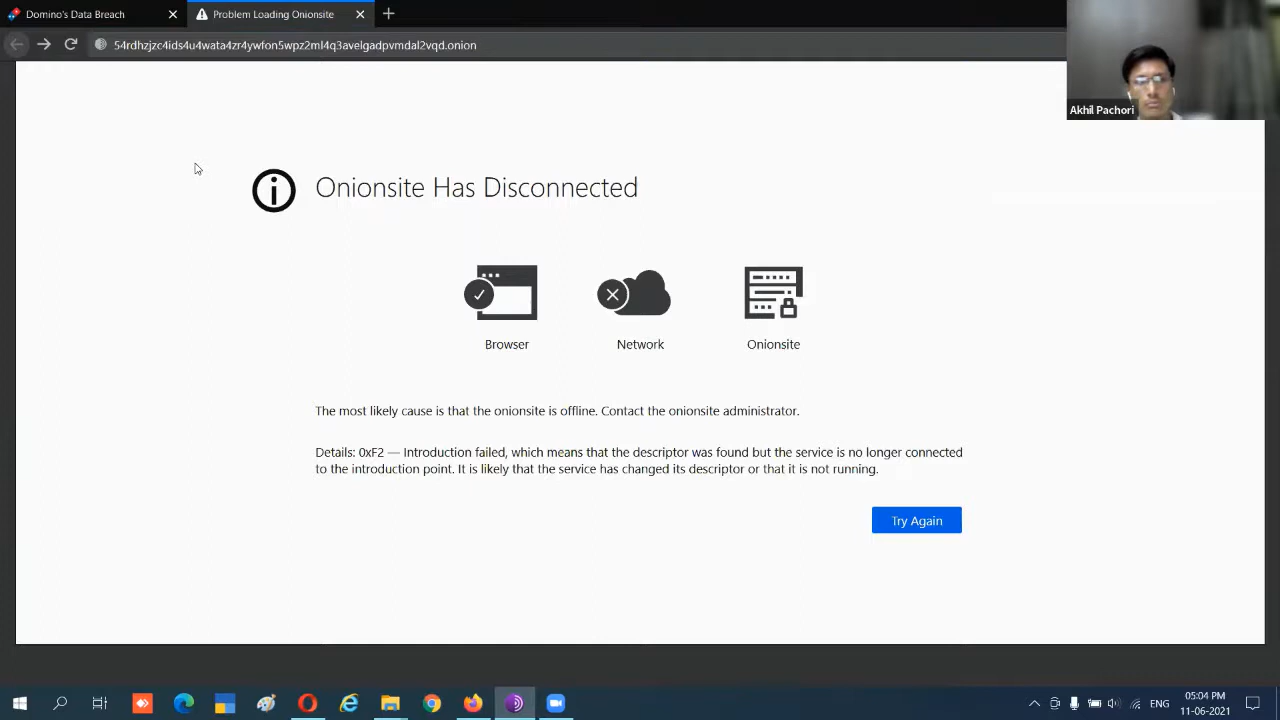 Domino's Data Breach
Problem Loading Onionsite
54rdhzjzc4ids4u4wata4zr4ywfon5wpz2ml4q3avelgadpvmdal2vqd.onion
Akhil Pachori
Onionsite Has Disconnected
Browser
Network
Onionsite
The most likely cause is that the onionsite is offline. Contact the onionsite administrator.
Details: 0xF2 — Introduction failed, which means that the descriptor was found but the service is no longer connected
to the introduction point. It is likely that the service has changed its descriptor or that it is not running.
Try Again
ENG
05:04 PM
11-06-2021